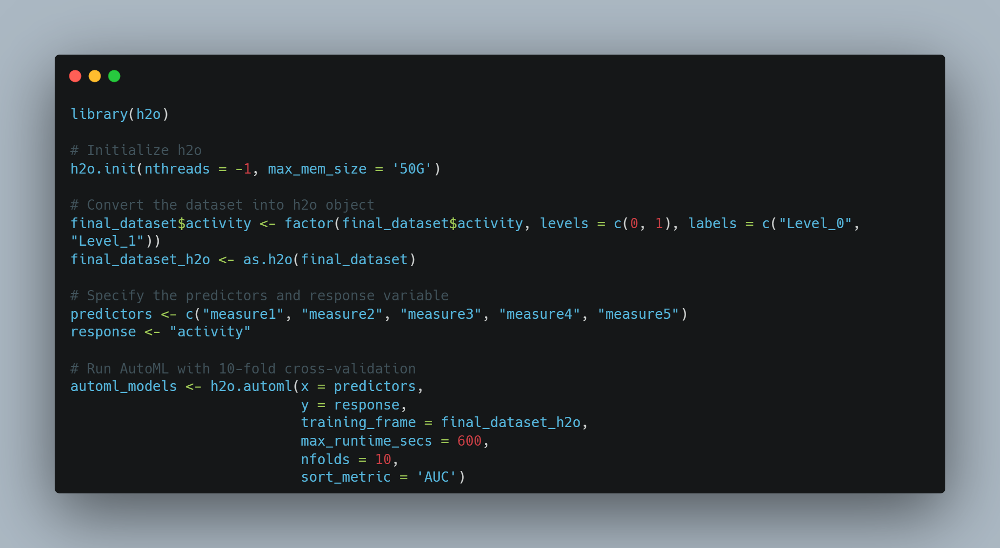 library(h2o)
# Initialize h2o
h2o.init(nthreads = -1, max_mem_size = '50G')
# Convert the dataset into h2o object
final_dataset$activity <- factor(final_dataset$activity, levels = c(0, 1), labels = c("Level_0",
"Level_1"))
final_dataset_h2o <- as.h2o(final_dataset)
# Specify the predictors and response variable
predictors <- c("measure1", "measure2", "measure3", "measure4", "measure5")
response <- "activity"
# Run AutoML with 10-fold cross-validation
automl_models <- h2o.automl(x = predictors,
y = response,
training_frame = final_dataset_h2o,
max_runtime_secs = 600,
nfolds = 10,
sort_metric = 'AUC')